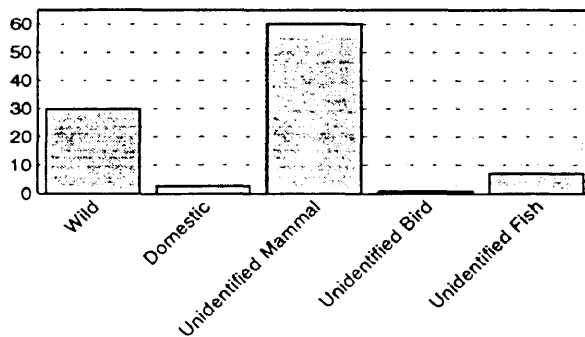 60
50
40
30
20
10
0
Wild
Domestic
Unidentified Mammal
Unidentified Bird
Unidentified Fish